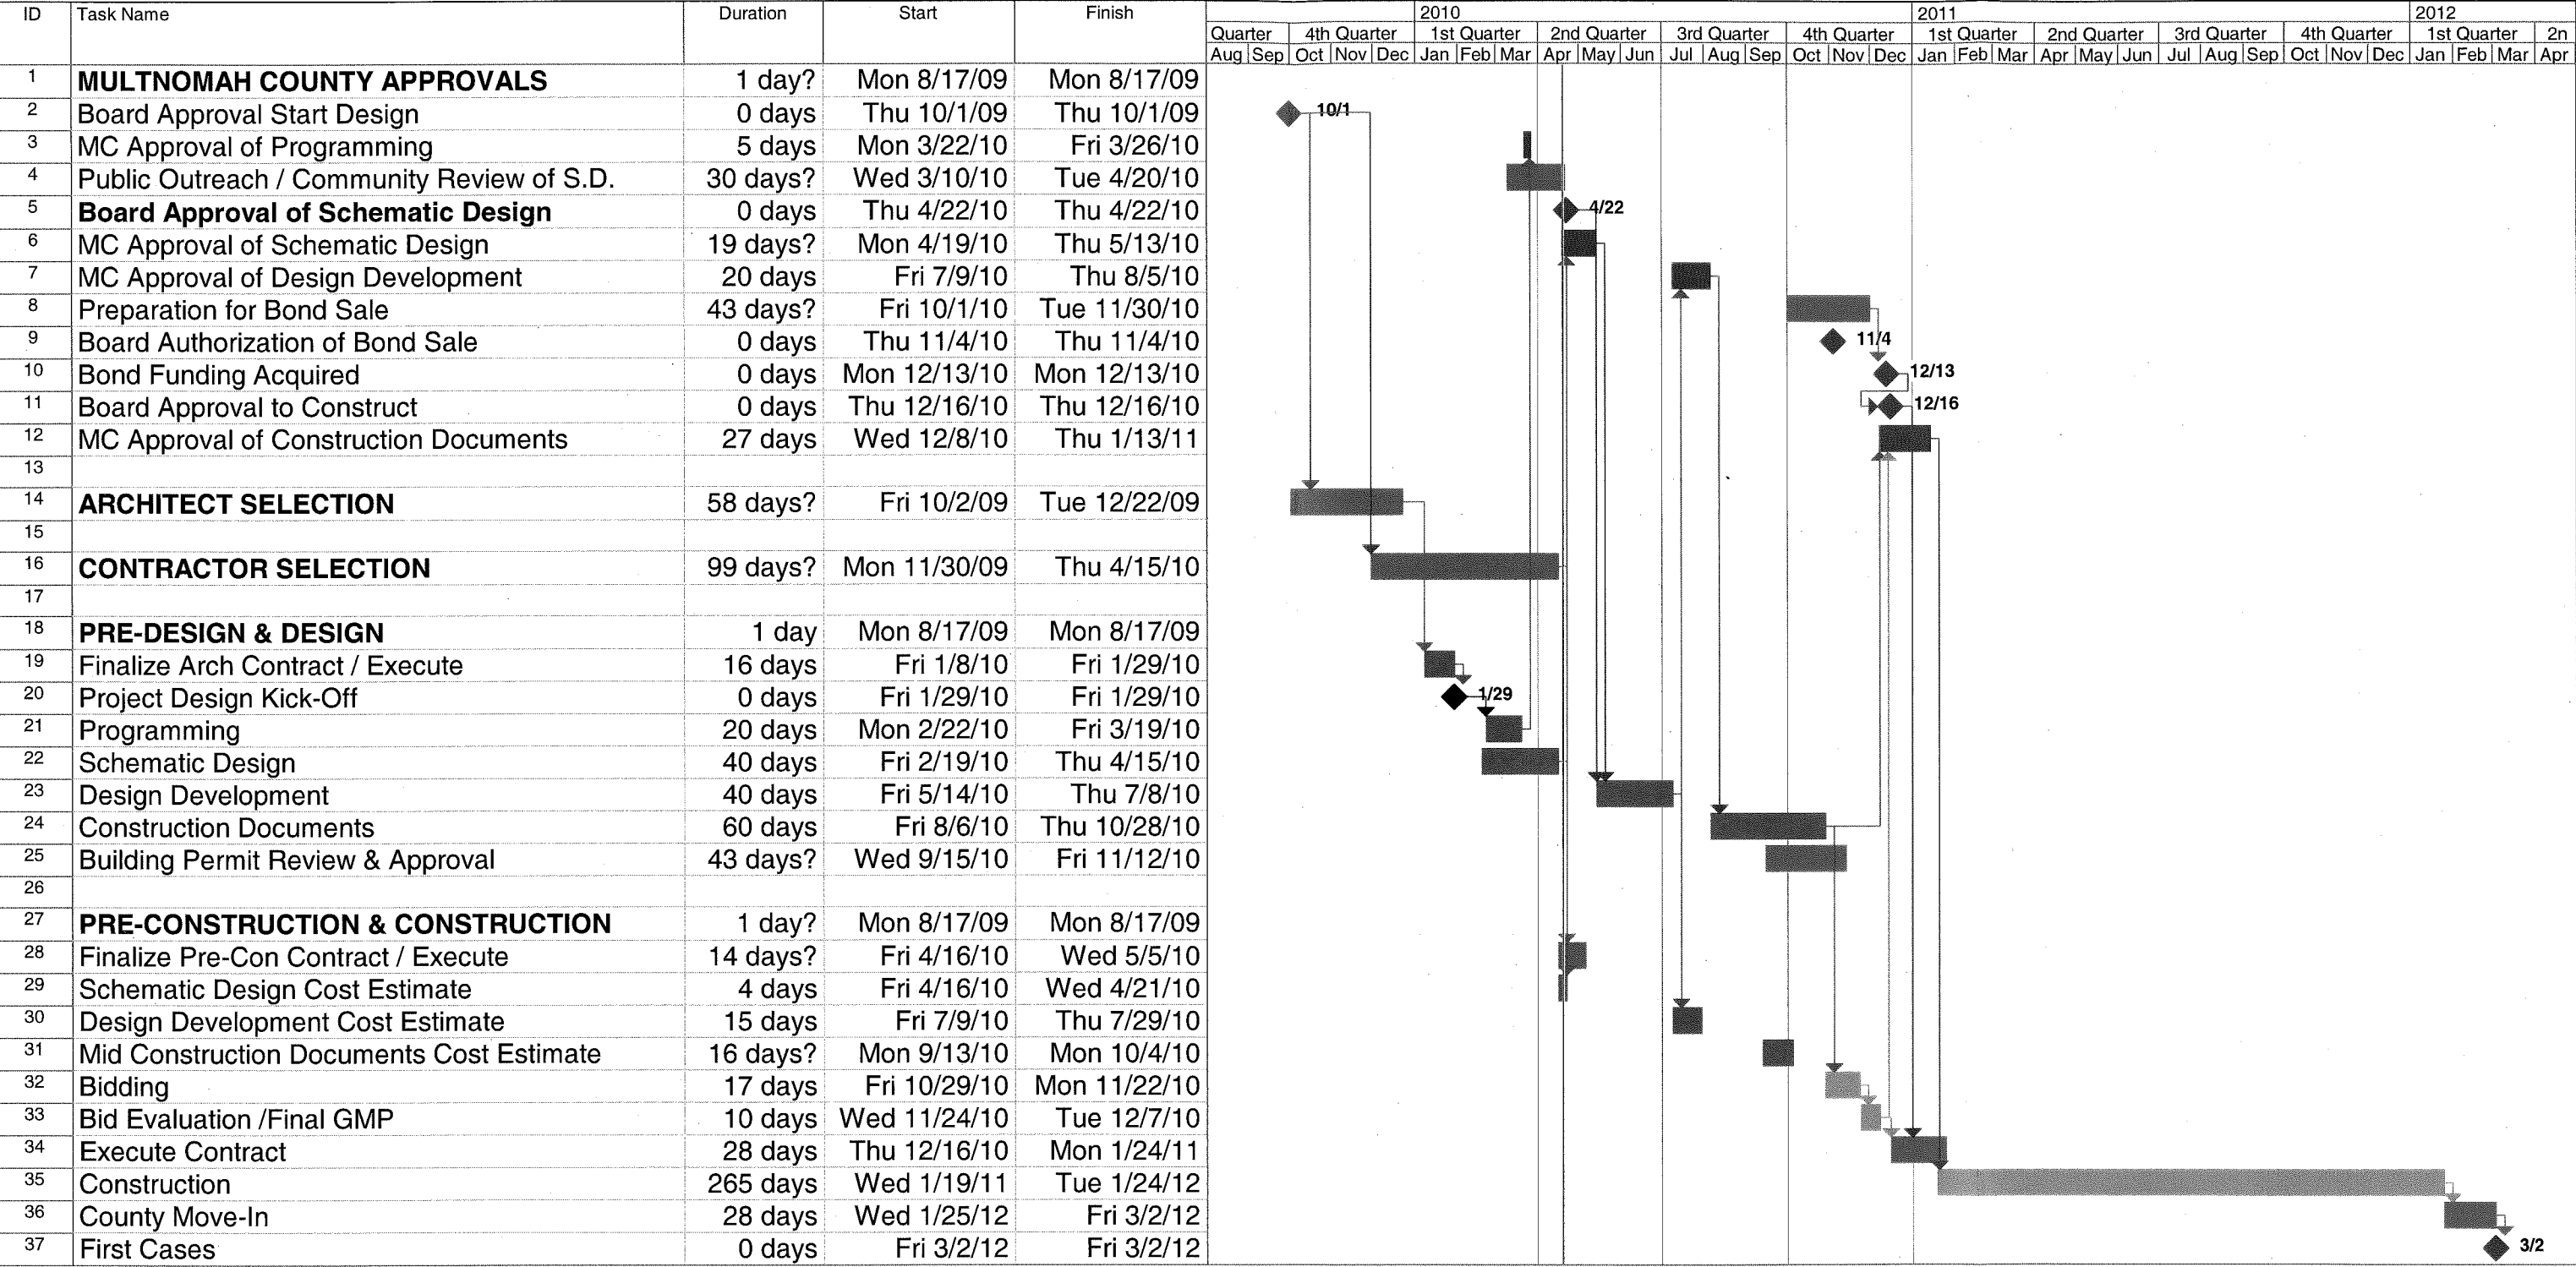 ID Task Name Duration Start Finish 2010 2011 2012
Quarter 4th Quarter 1st Quarter 2nd Quarter 3rd Quarter 4th Quarter 1st Quarter 2nd Quarter 3rd Quarter 4th Quarter 1st Quarter 2n
Aug Sep Oct Nov Dec Jan Feb Mar Apr May Jun Jul Aug Sep Oct Nov Dec Jan Feb Mar Apr May Jun Jul Aug Sep Oct Nov Dec Jan Feb Mar Apr
1 MULTNOMAH COUNTY APPROVALS 1 day? Mon 8/17/09 Mon 8/17/09
2 Board Approval Start Design 0 days Thu 10/1/09 Thu 10/1/09 10/1
3 MC Approval of Programming 5 days Mon 3/22/10 Fri 3/26/10
4 Public Outreach / Community Review of S.D. 30 days? Wed 3/10/10 Tue 4/20/10
5 Board Approval of Schematic Design 0 days Thu 4/22/10 Thu 4/22/10 4/22
6 MC Approval of Schematic Design 19 days? Mon 4/19/10 Thu 5/13/10
7 MC Approval of Design Development 20 days Fri 7/9/10 Thu 8/5/10
8 Preparation for Bond Sale 43 days? Fri 10/1/10 Tue 11/30/10
9 Board Authorization of Bond Sale 0 days Thu 11/4/10 Thu 11/4/10 11/4
10 Bond Funding Acquired 0 days Mon 12/13/10 Mon 12/13/10 12/13
11 Board Approval to Construct 0 days Thu 12/16/10 Thu 12/16/10 12/16
12 MC Approval of Construction Documents 27 days Wed 12/8/10 Thu 1/13/11
13
14 ARCHITECT SELECTION 58 days? Fri 10/2/09 Tue 12/22/09
15
16 CONTRACTOR SELECTION 99 days? Mon 11/30/09 Thu 4/15/10
17
18 PRE-DESIGN & DESIGN 1 day Mon 8/17/09 Mon 8/17/09
19 Finalize Arch Contract / Execute 16 days Fri 1/8/10 Fri 1/29/10
20 Project Design Kick-Off 0 days Fri 1/29/10 Fri 1/29/10 1/29
21 Programming 20 days Mon 2/22/10 Fri 3/19/10
22 Schematic Design 40 days Fri 2/19/10 Thu 4/15/10
23 Design Development 40 days Fri 5/14/10 Thu 7/8/10
24 Construction Documents 60 days Fri 8/6/10 Thu 10/28/10
25 Building Permit Review & Approval 43 days? Wed 9/15/10 Fri 11/12/10
26
27 PRE-CONSTRUCTION & CONSTRUCTION 1 day? Mon 8/17/09 Mon 8/17/09
28 Finalize Pre-Con Contract / Execute 14 days? Fri 4/16/10 Wed 5/5/10
29 Schematic Design Cost Estimate 4 days Fri 4/16/10 Wed 4/21/10
30 Design Development Cost Estimate 15 days Fri 7/9/10 Thu 7/29/10
31 Mid Construction Documents Cost Estimate 16 days? Mon 9/13/10 Mon 10/4/10
32 Bidding 17 days Fri 10/29/10 Mon 11/22/10
33 Bid Evaluation /Final GMP 10 days Wed 11/24/10 Tue 12/7/10
34 Execute Contract 28 days Thu 12/16/10 Mon 1/24/11
35 Construction 265 days Wed 1/19/11 Tue 1/24/12
36 County Move-In 28 days Wed 1/25/12 Fri 3/2/12
37 First Cases 0 days Fri 3/2/12 Fri 3/2/12 3/2